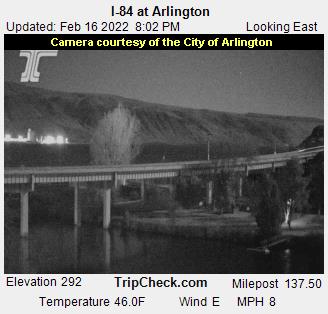 I-84 at Arlington
Updated: Feb 16 2022 8:02 PM Looking East
Camera courtesy of the City of Arlington
Elevation 292 TripCheck.com Milepost 137.50
Temperature 46.0F Wind E MPH 8